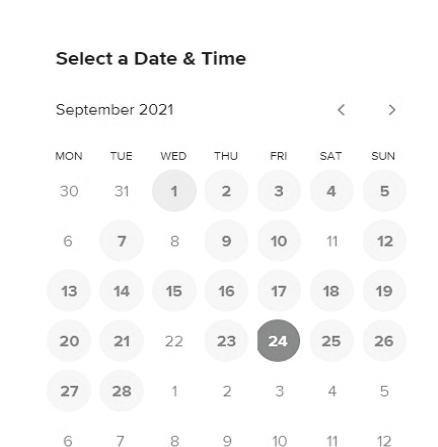 Select a Date & Time
September 2021 < >
MON TUE WED THU FRI SAT SUN
30 31 1 2 3 4 5
6 7 8 9 10 11 12
13 14 15 16 17 18 19
20 21 22 23 24 25 26
27 28 1 2 3 4 5
6 7 8 9 10 11 12